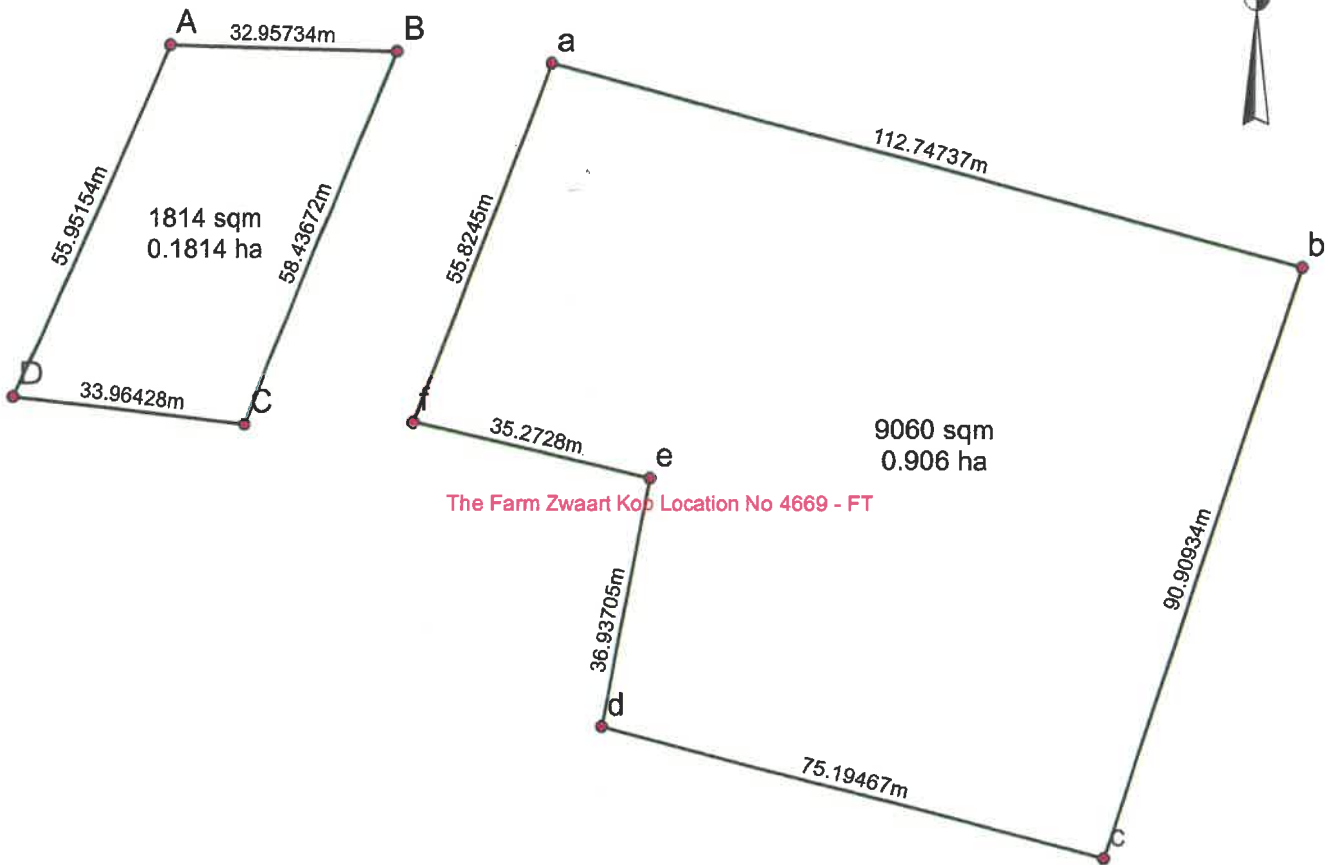 A
32.95734m
B
55.95154m
1814 sqm
0.1814 ha
58.43672m
D
33.96428m
C
a
112.74737m
b
55.8245m
f
35.2728m
e
9060 sqm
0.906 ha
The Farm Zwaart Kop Location No 4669 - FT
90.90934m
36.93705m
d
75.19467m
c